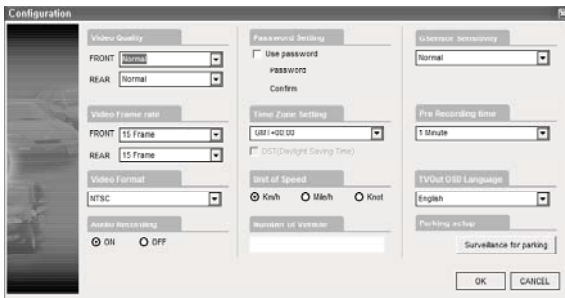 Configuration
Video Quality
FRONT Normal
REAR Normal
Video Frame rate
FRONT 15 Frame
REAR 15 Frame
Video Format
NTSC
Audio Recording
ON OFF
Password Setting
Use password
Password
Confirm
Time Zone Setting
GMT+00:00
DST(Daylight Saving Time)
Unit of Speed
Km/h Mile/h Knot
Number of Vehicle
GSensor Sensitivity
Normal
Pre Recording time
1 Minute
TVOut OSD Language
English
Parking setup
Surveillance for parking
OK CANCEL